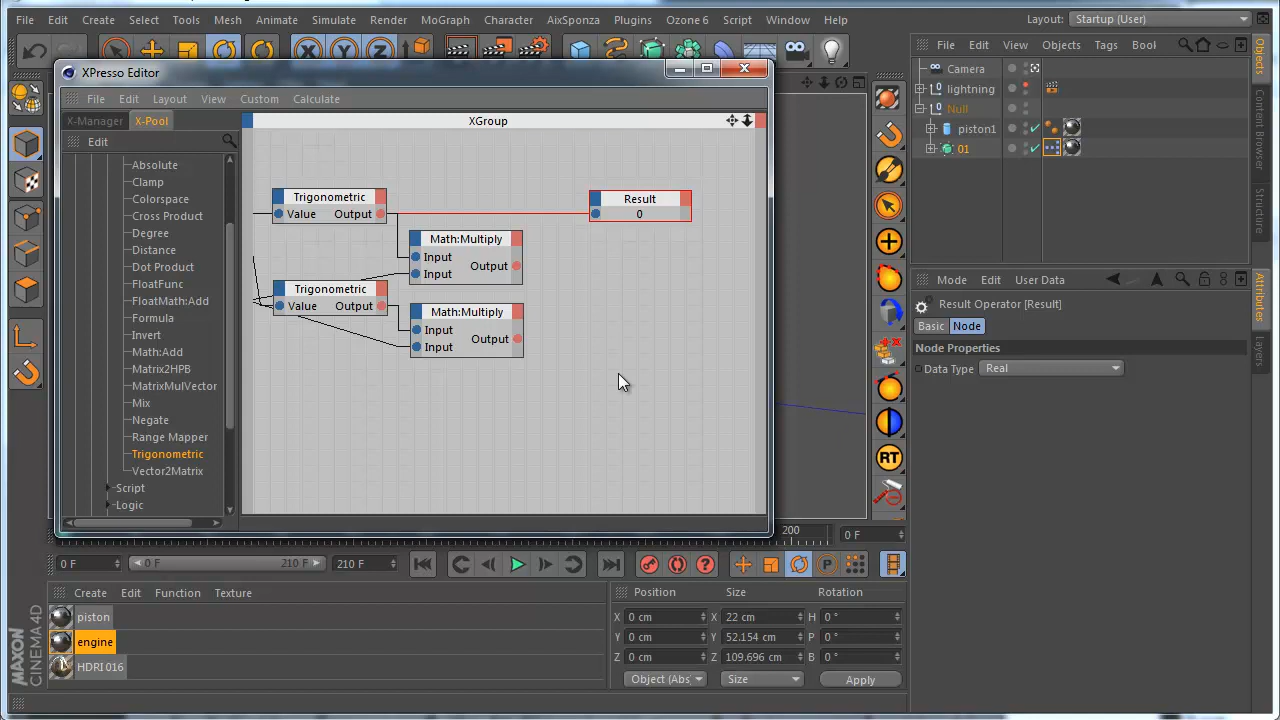 File Edit Create Select Tools Mesh Animate Simulate Render MoGraph Character AixSponza Plugins Ozone 6 Script Window Help Layout: Startup (User)
X Y Z
File Edit View Objects Tags Bool
XPresso Editor
Camera
lightning
Null
piston1
01
File Edit Layout View Custom Calculate
X-Manager X-Pool
XGroup
Edit
Absolute
Clamp
Colorspace
Cross Product
Degree
Distance
Dot Product
FloatFunc
FloatMath:Add
Formula
Invert
Math:Add
Matrix2HPB
MatrixMulVector
Mix
Negate
Range Mapper
Trigonometric
Vector2Matrix
Script
Logic
Trigonometric
Value Output
Result
0
Math:Multiply
Input
Input
Output
Trigonometric
Value Output
Math:Multiply
Input
Input
Output
Objects
Content Browser
Structure
Attributes
Layers
Mode Edit User Data
Result Operator [Result]
Basic Node
Node Properties
Data Type Real
RT
200
0 F
0 F 0 F 210 F 210 F
P
Create Edit Function Texture
piston
engine
HDRI 016
Position Size Rotation
X 0 cm X 22 cm H 0 °
Y 0 cm Y 52.154 cm P 0 °
Z 0 cm Z 109.696 cm B 0 °
Object (Abs Size Apply
MAXON
CINEMA 4D